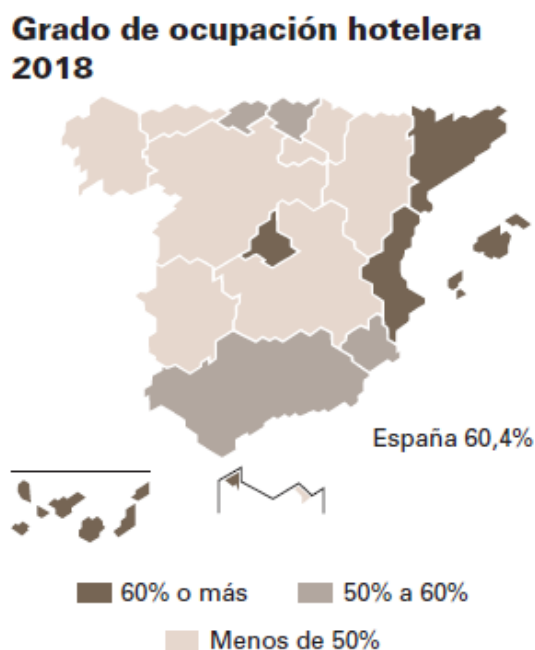 Grado de ocupación hotelera
2018
España 60,4%
60% o más
50% a 60%
Menos de 50%